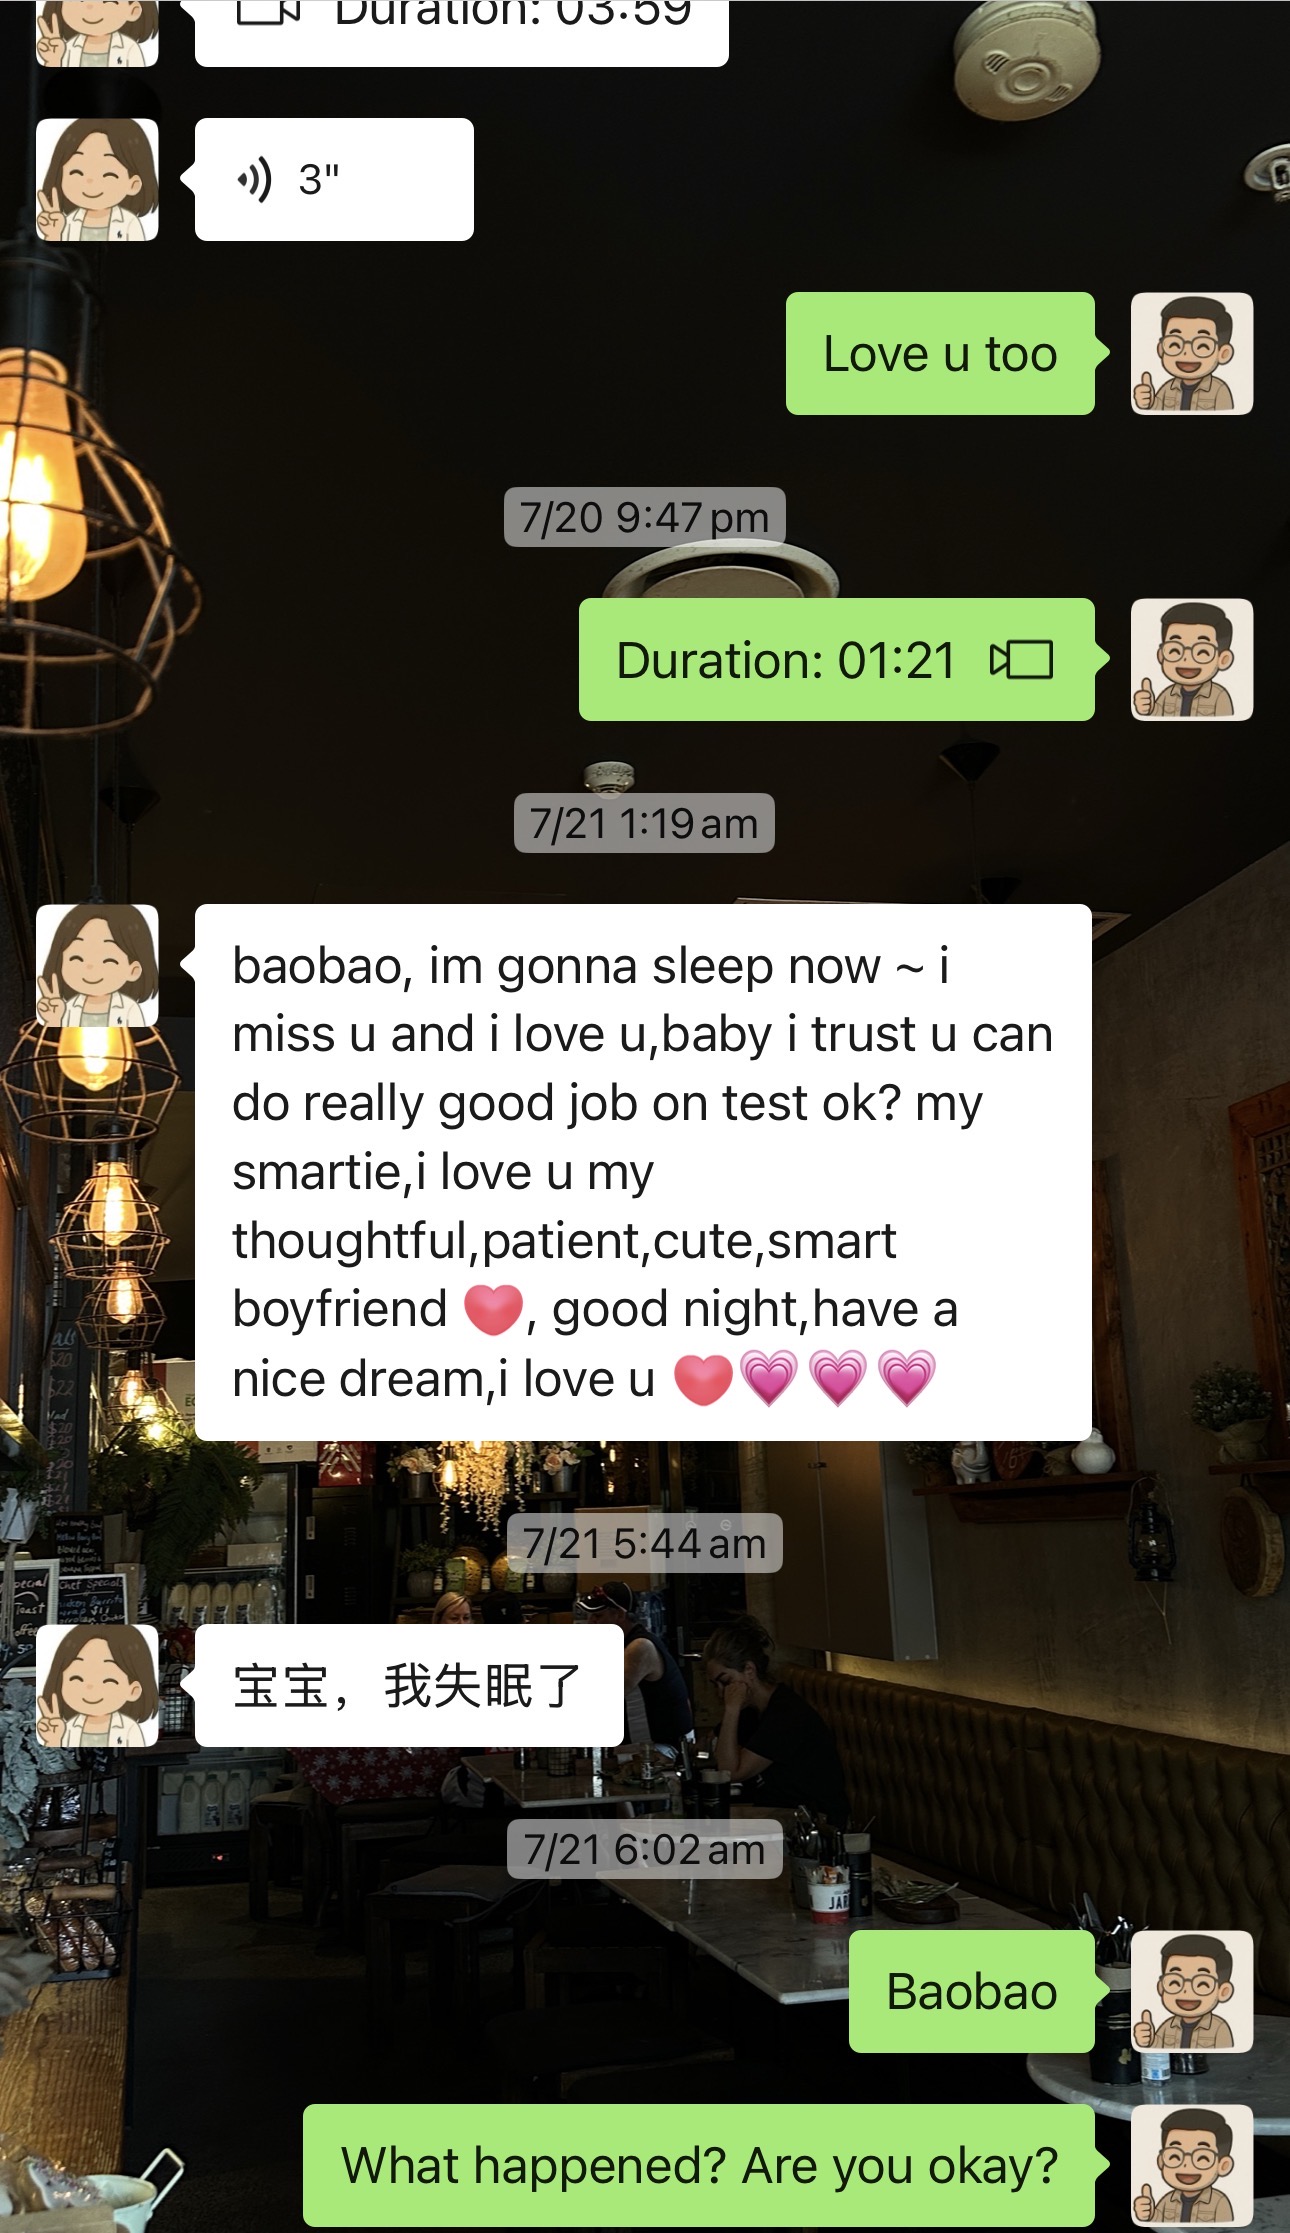 Duration: 03:59
3"
Love u too
7/20 9:47 pm
Duration: 01:21
7/21 1:19 am
baobao, im gonna sleep now ~ i
miss u and i love u,baby i trust u can
do really good job on test ok? my
smartie,i love u my
thoughtful,patient,cute,smart
boyfriend ❤️, good night,have a
nice dream,i love u ❤️💗💗💗
7/21 5:44 am
宝宝，我失眠了
7/21 6:02 am
Baobao
What happened? Are you okay?